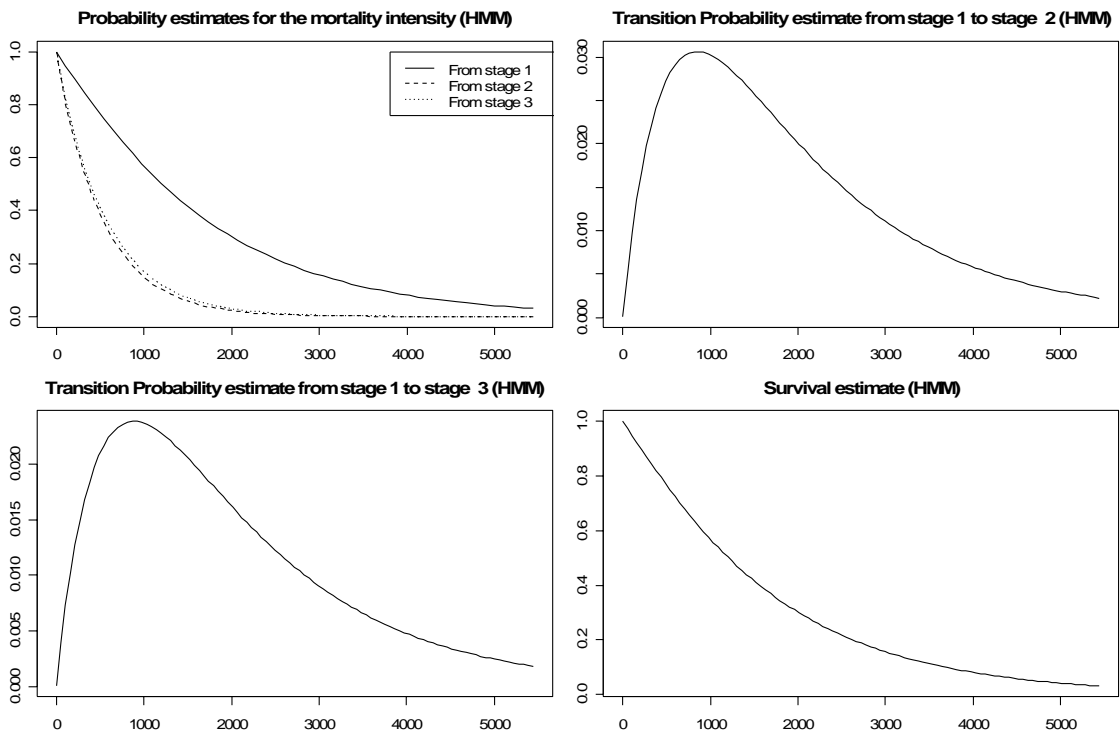 Probability estimates for the mortality intensity (HMM)
From stage 1
From stage 2
From stage 3
0.0
0.2
0.4
0.6
0.8
1.0
0 1000 2000 3000 4000 5000
Transition Probability estimate from stage 1 to stage 2 (HMM)
0.000
0.010
0.020
0.030
0 1000 2000 3000 4000 5000
Transition Probability estimate from stage 1 to stage 3 (HMM)
0.000
0.005
0.010
0.015
0.020
0 1000 2000 3000 4000 5000
Survival estimate (HMM)
0.0
0.2
0.4
0.6
0.8
1.0
0 1000 2000 3000 4000 5000